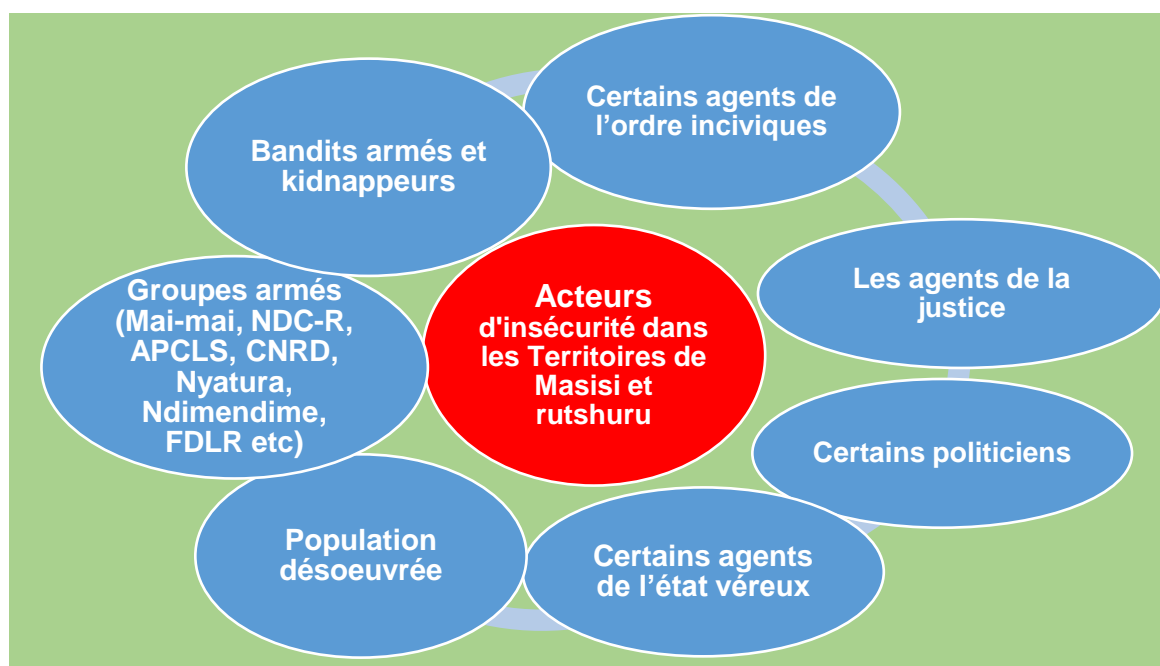 Certains agents de
l’ordre inciviques
Bandits armés et
kidnappeurs
Les agents de la
justice
Acteurs
d'insécurité dans
les Territoires de
Masisi et
rutshuru
Groupes armés
(Mai-mai, NDC-R,
APCLS, CNRD,
Nyatura,
Ndimendime,
FDLR etc)
Certains politiciens
Population
désoeuvrée
Certains agents
de l’état véreux